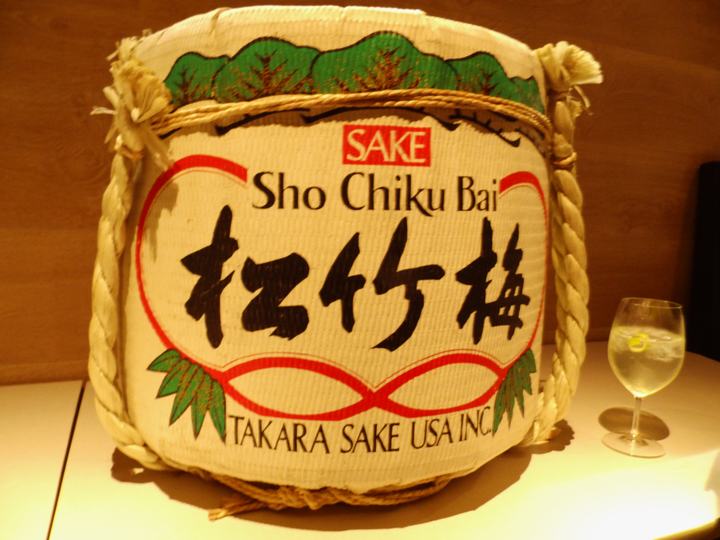 SAKE
Sho Chiku Bai
松竹梅
TAKARA SAKE USA INC.